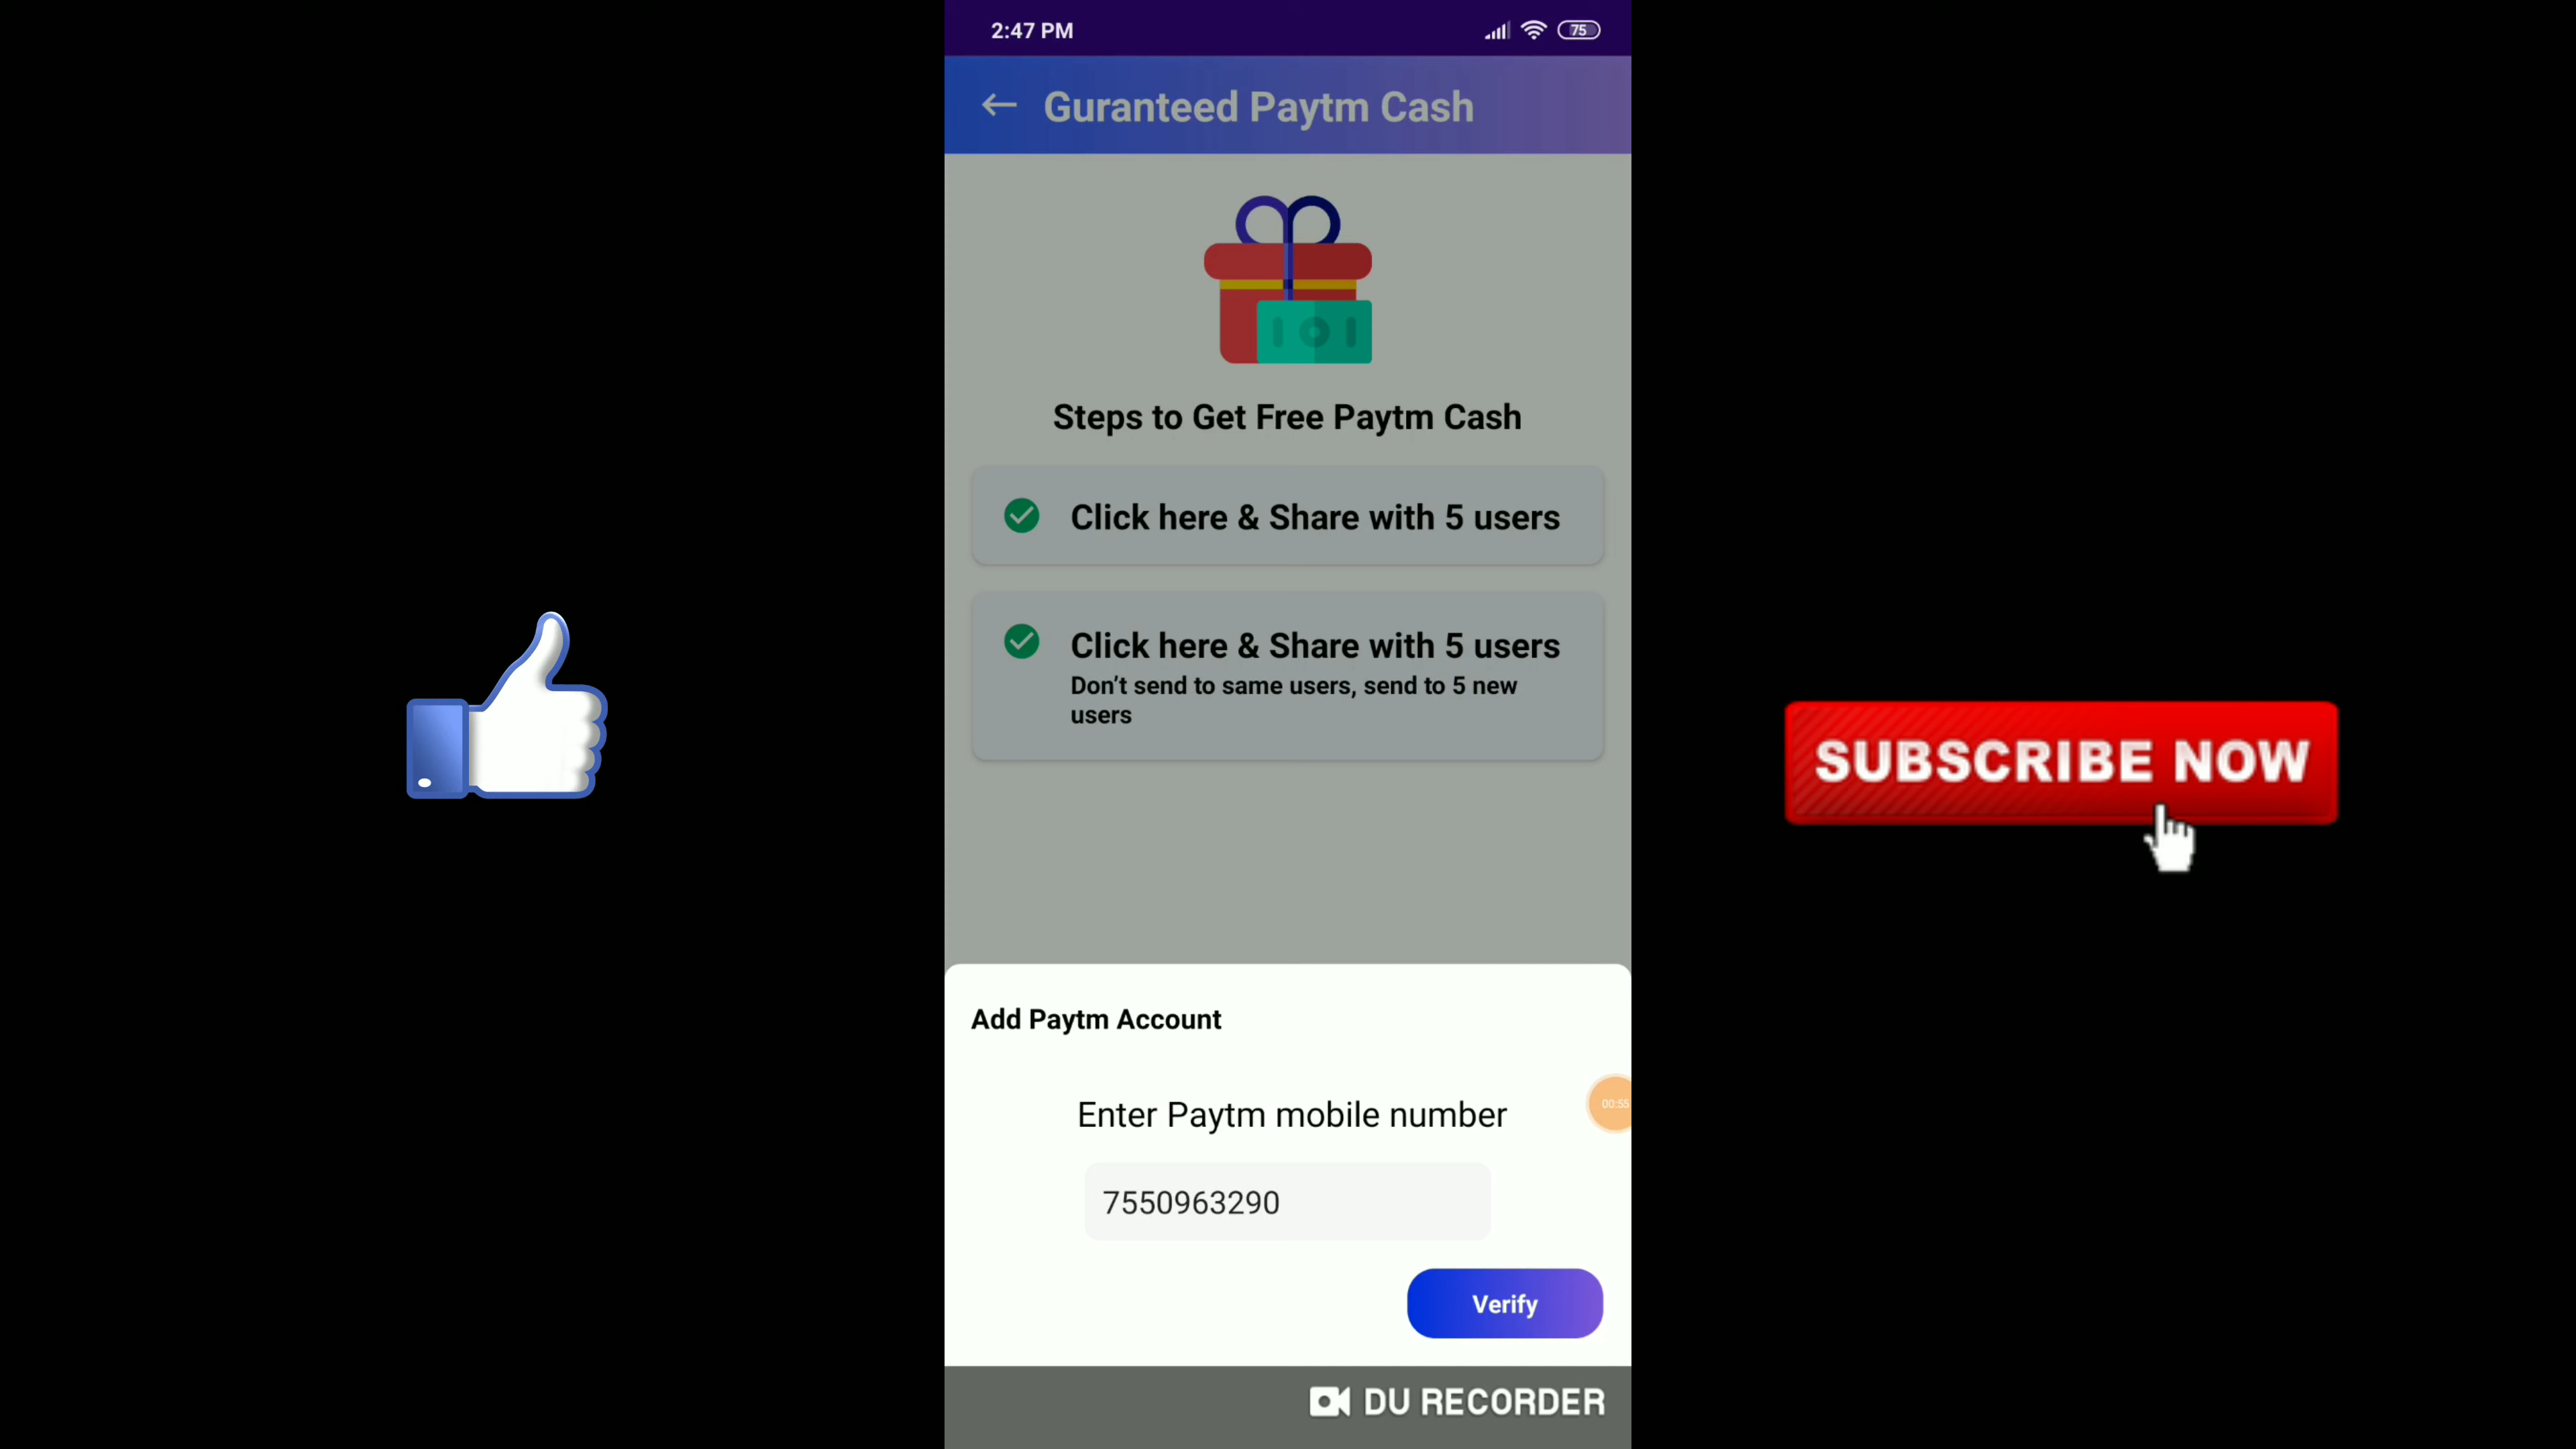 2:47 PM
75
Guranteed Paytm Cash
Steps to Get Free Paytm Cash
Click here & Share with 5 users
Click here & Share with 5 users
Don’t send to same users, send to 5 new
users
SUBSCRIBE NOW
Add Paytm Account
00:55
Enter Paytm mobile number
7550963290
Verify
DU RECORDER